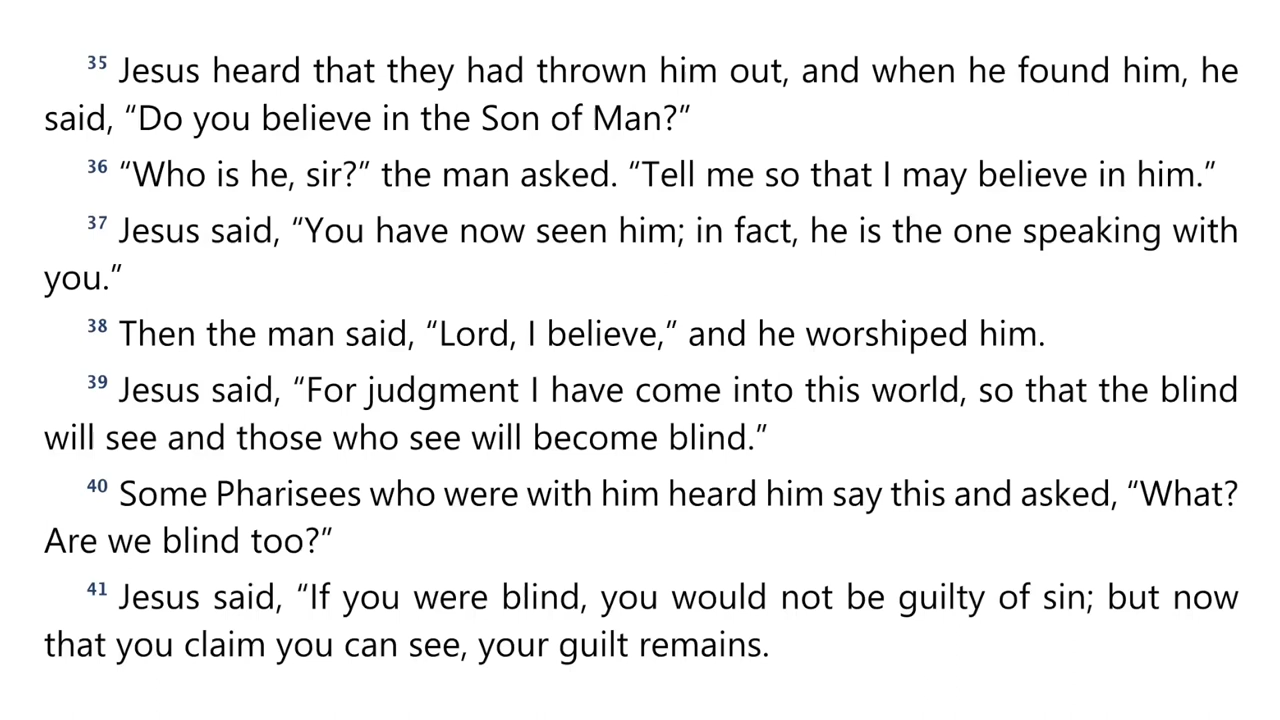 35 Jesus heard that they had thrown him out, and when he found him, he
said, “Do you believe in the Son of Man?”
36 “Who is he, sir?” the man asked. “Tell me so that I may believe in him.”
37 Jesus said, “You have now seen him; in fact, he is the one speaking with
you.”
38 Then the man said, “Lord, I believe,” and he worshiped him.
39 Jesus said, “For judgment I have come into this world, so that the blind
will see and those who see will become blind.”
40 Some Pharisees who were with him heard him say this and asked, “What?
Are we blind too?”
41 Jesus said, “If you were blind, you would not be guilty of sin; but now
that you claim you can see, your guilt remains.